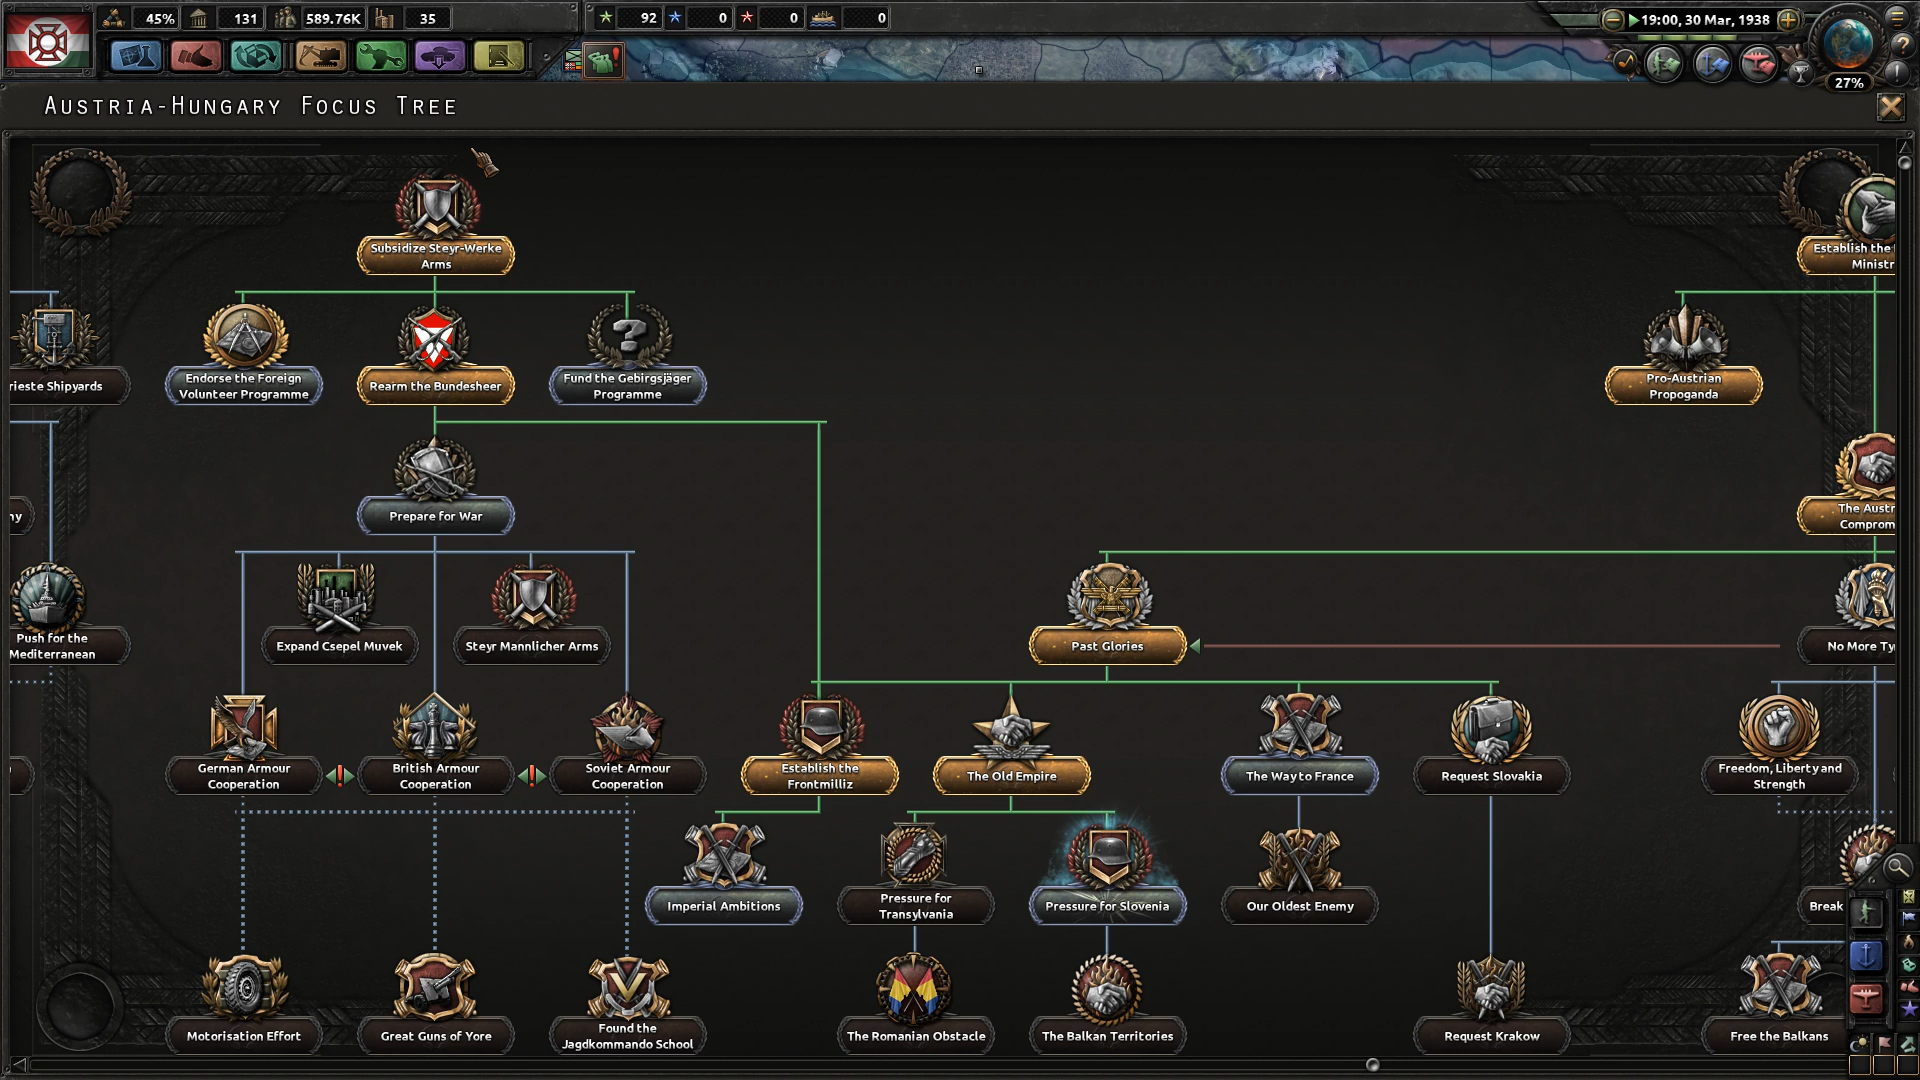 45%
131
589.76K
35
92
0
0
0
19:00, 30 Mar, 1938
27%
Austria-Hungary Focus Tree
Subsidize Steyr-Werke
Arms
Establish the
Ministr
rieste Shipyards
Endorse the Foreign
Volunteer Programme
Rearm the Bundesheer
Fund the Gebirgsjäger
Programme
Pro-Austrian
Propoganda
ny
Prepare for War
The Austr
Comprom
Push for the
Mediterranean
Expand Csepel Muvek
Steyr Mannlicher Arms
Past Glories
No More Ty
German Armour
Cooperation
British Armour
Cooperation
Soviet Armour
Cooperation
Establish the
Frontmilliz
The Old Empire
The Way to France
Request Slovakia
Freedom, Liberty and
Strength
Imperial Ambitions
Pressure for
Transylvania
Pressure for Slovenia
Our Oldest Enemy
Break
Motorisation Effort
Great Guns of Yore
Found the
Jagdkommando School
The Romanian Obstacle
The Balkan Territories
Request Krakow
Free the Balkans